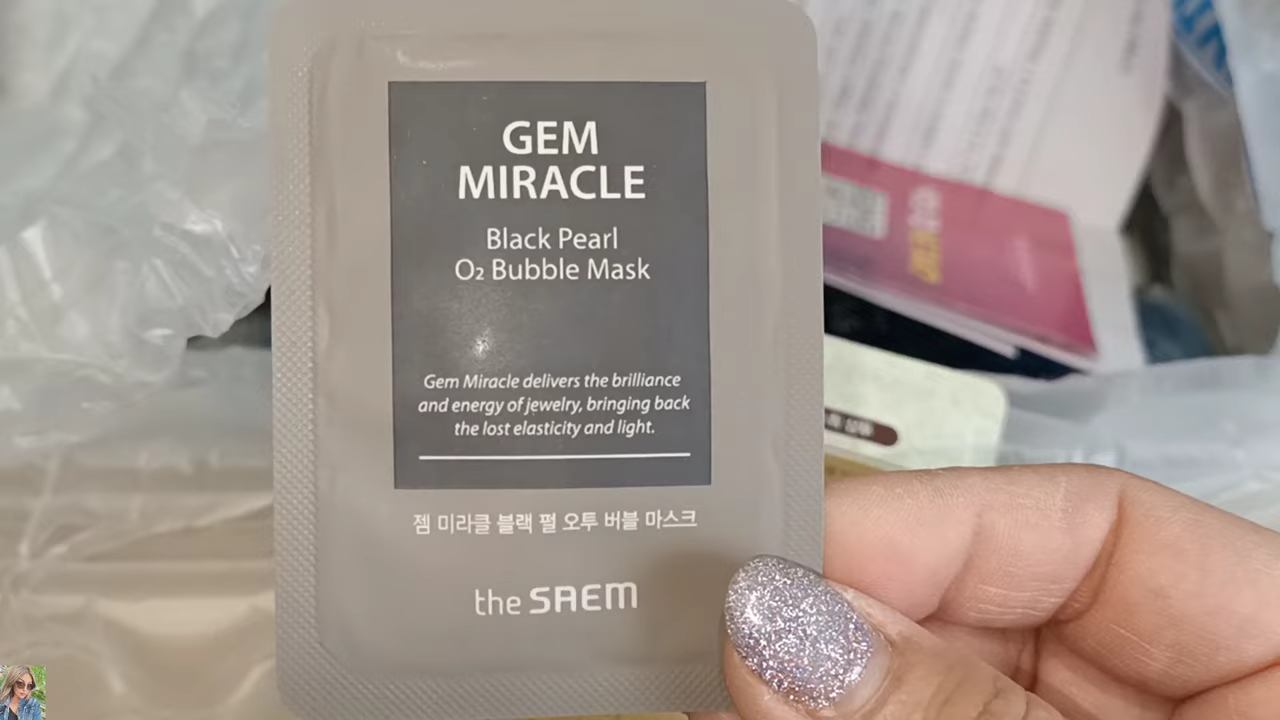 GEM
MIRACLE
Black Pearl
O₂ Bubble Mask
Gem Miracle delivers the brilliance
and energy of jewelry, bringing back
the lost elasticity and light.
젬 미라클 블랙 펄 오투 버블 마스크
the SAEM